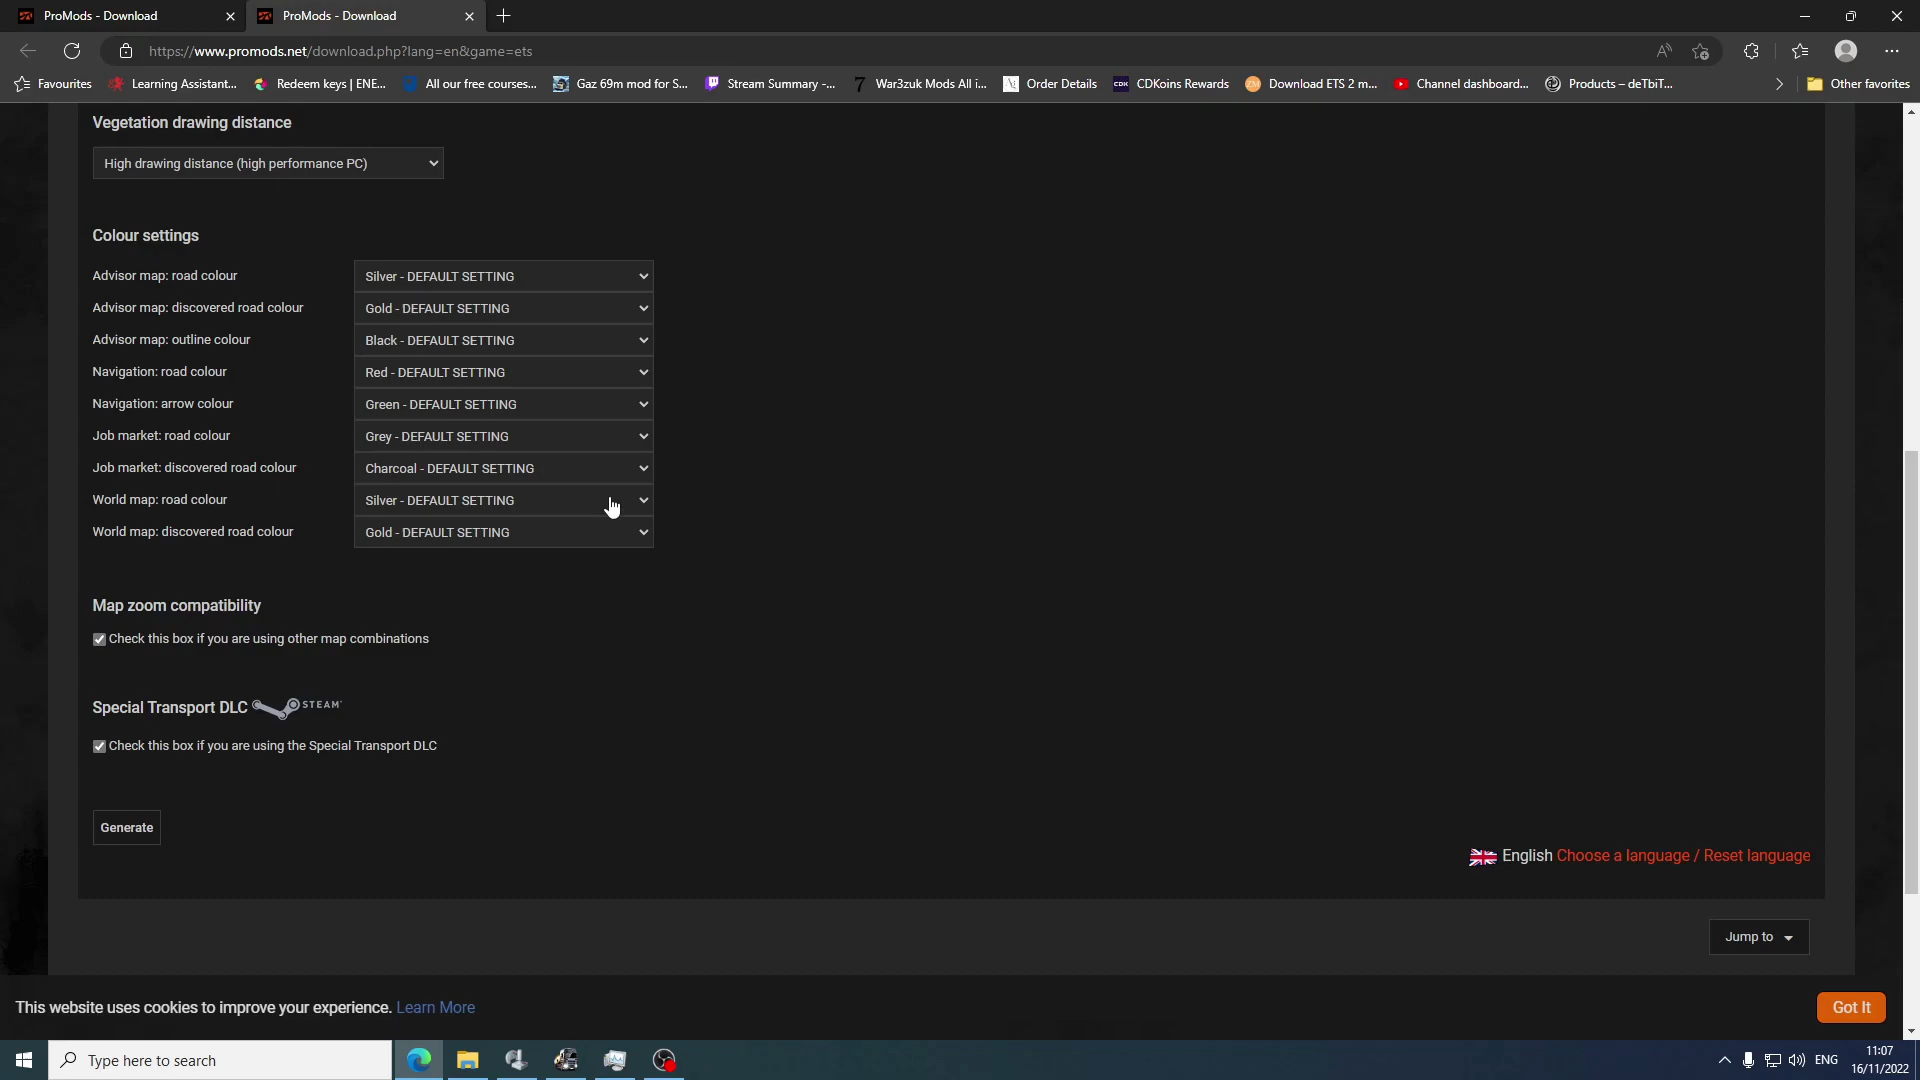 ProMods - Download
ProMods - Download
https://www.promods.net/download.php?lang=en&game=ets
Favourites
Learning Assistant...
Redeem keys | ENE...
All our free courses...
Gaz 69m mod for S...
Stream Summary -...
War3zuk Mods All i...
Order Details
CDKoins Rewards
Download ETS 2 m...
Channel dashboard...
Products – deTbiT...
Other favorites
Vegetation drawing distance
High drawing distance (high performance PC)
Colour settings
Advisor map: road colour
Silver - DEFAULT SETTING
Advisor map: discovered road colour
Gold - DEFAULT SETTING
Advisor map: outline colour
Black - DEFAULT SETTING
Navigation: road colour
Red - DEFAULT SETTING
Navigation: arrow colour
Green - DEFAULT SETTING
Job market: road colour
Grey - DEFAULT SETTING
Job market: discovered road colour
Charcoal - DEFAULT SETTING
World map: road colour
Silver - DEFAULT SETTING
World map: discovered road colour
Gold - DEFAULT SETTING
Map zoom compatibility
Check this box if you are using other map combinations
Special Transport DLC STEAM
Check this box if you are using the Special Transport DLC
Generate
English Choose a language / Reset language
Jump to
This website uses cookies to improve your experience. Learn More
Got It
Type here to search
ENG
11:07
16/11/2022